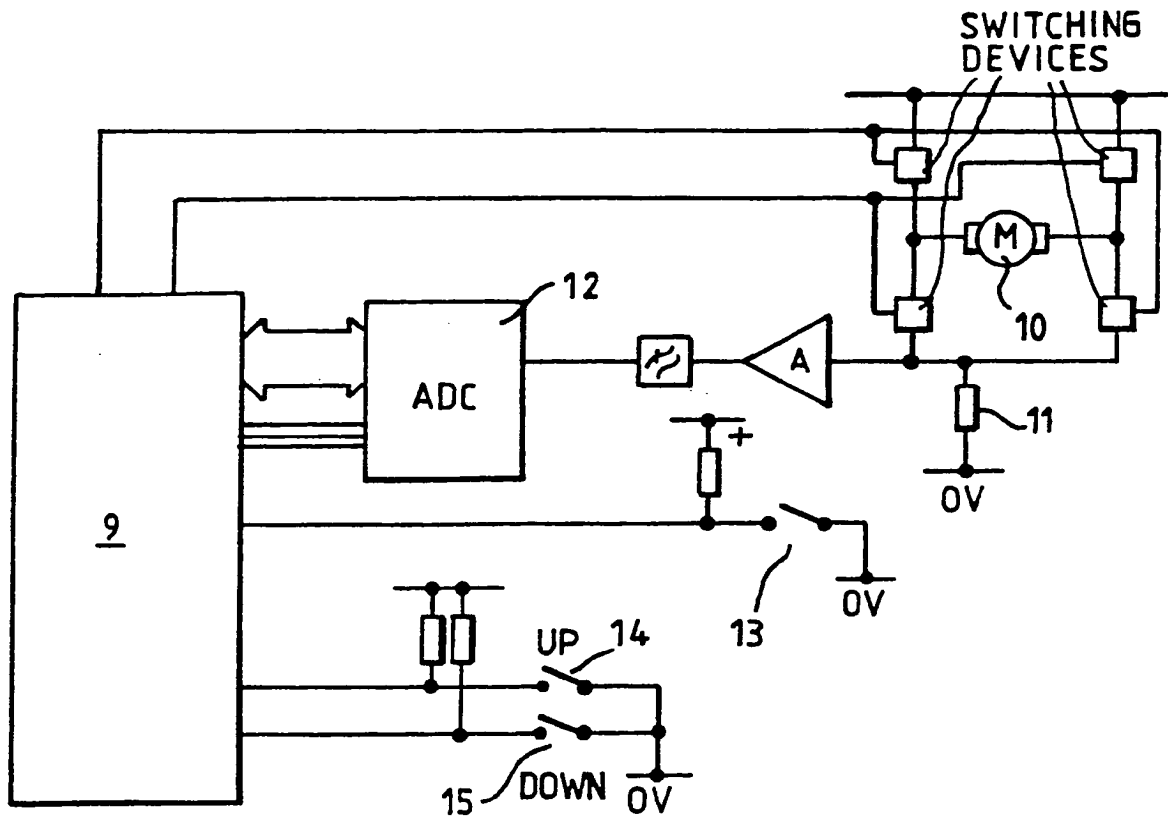 SWITCHING
DEVICES
12
M
10
ADC
A
11
+
0V
9
13
0V
UP
14
15
DOWN
0V